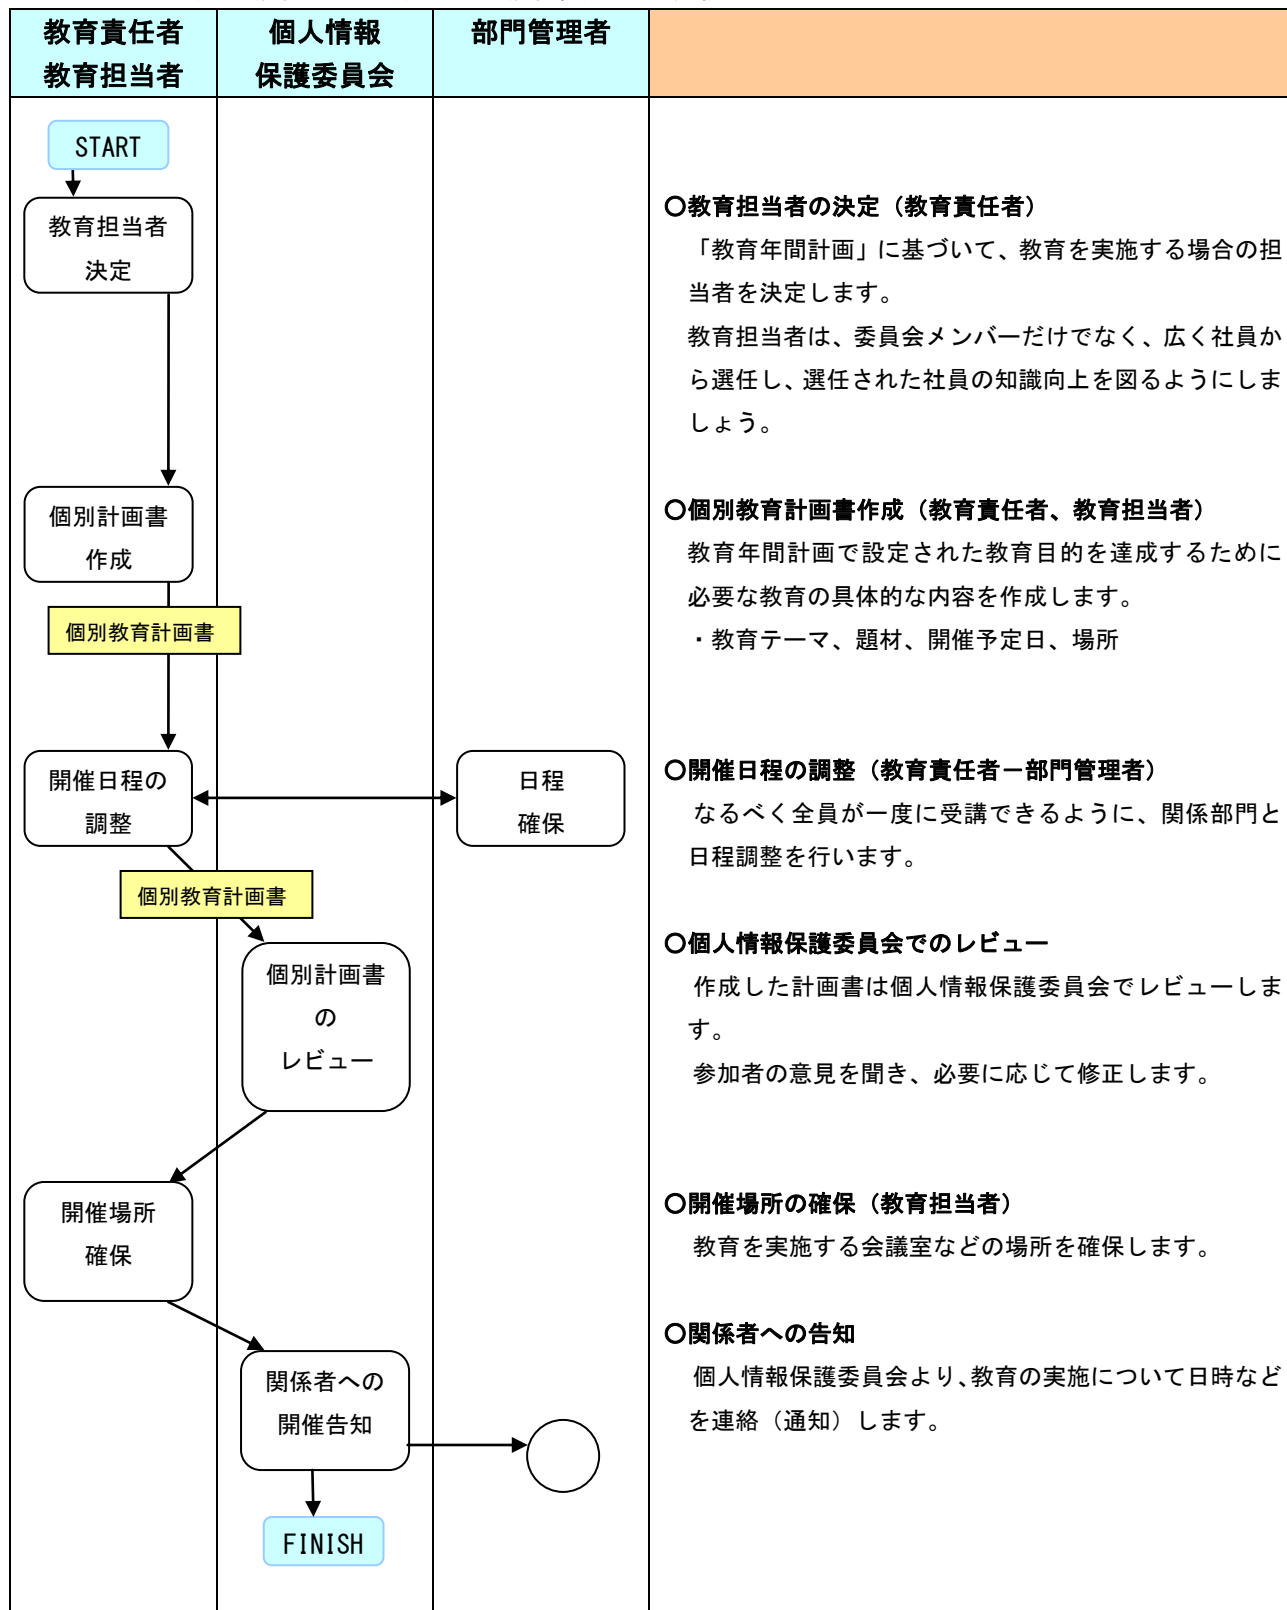 教育責任者
教育担当者
個人情報
保護委員会
部門管理者
START
教育担当者
決定
〇教育担当者の決定（教育責任者）
「教育年間計画」に基づいて、教育を実施する場合の担
当者を決定します。
教育担当者は、委員会メンバーだけでなく、広く社員か
ら選任し、選任された社員の知識向上を図るようにしま
しょう。
個別計画書
作成
個別教育計画書
〇個別教育計画書作成（教育責任者、教育担当者）
教育年間計画で設定された教育目的を達成するために
必要な教育の具体的な内容を作成します。
・教育テーマ、題材、開催予定日、場所
開催日程の
調整
日程
確保
〇開催日程の調整（教育責任者－部門管理者）
なるべく全員が一度に受講できるように、関係部門と
日程調整を行います。
個別教育計画書
個別計画書
の
レビュー
〇個人情報保護委員会でのレビュー
作成した計画書は個人情報保護委員会でレビューしま
す。
参加者の意見を聞き、必要に応じて修正します。
開催場所
確保
〇開催場所の確保（教育担当者）
教育を実施する会議室などの場所を確保します。
関係者への
開催告知
〇関係者への告知
個人情報保護委員会より、教育の実施について日時など
を連絡（通知）します。
FINISH